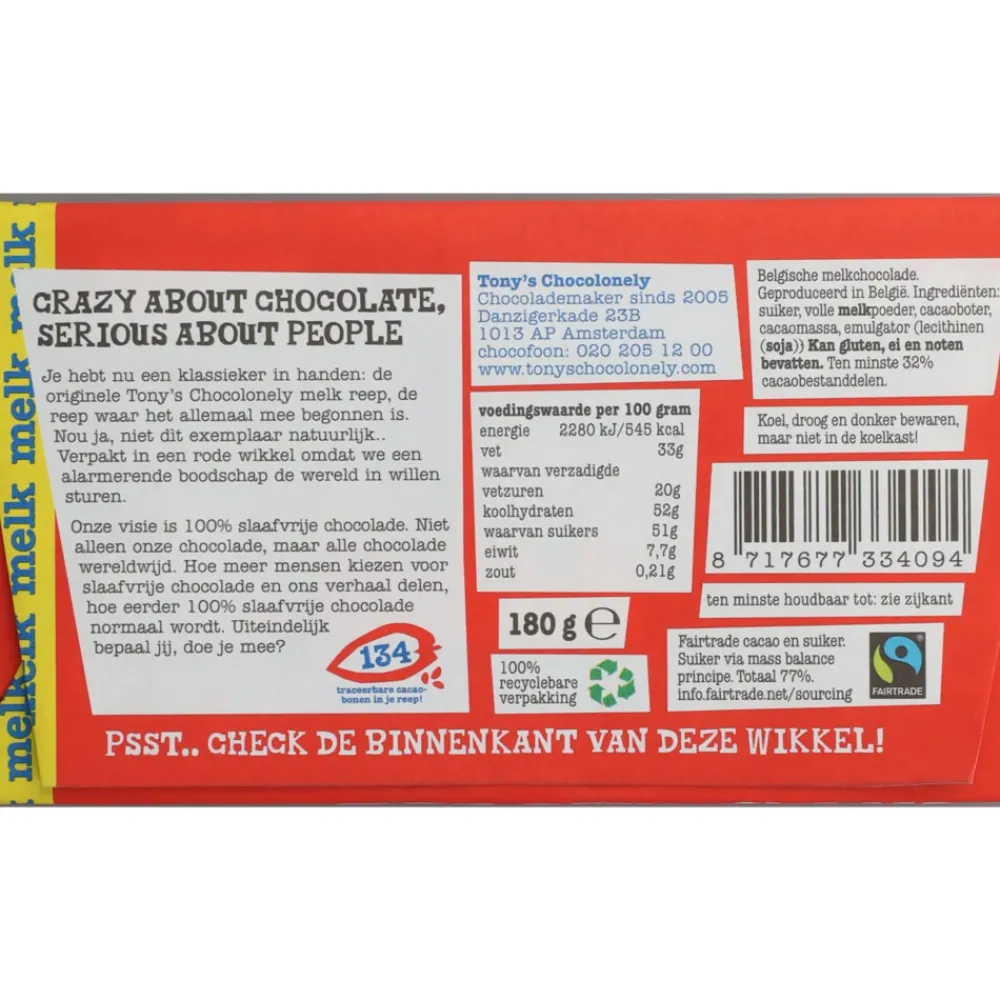 melk melk melk melk melk
CRAZY ABOUT CHOCOLATE,
SERIOUS ABOUT PEOPLE
Je hebt nu een klassieker in handen: de
originele Tony's Chocolonely melk reep, de
reep waar het allemaal mee begonnen is.
Nou ja, niet dit exemplaar natuurlijk..
Verpakt in een rode wikkel omdat we een
alarmerende boodschap de wereld in willen
sturen.
Onze visie is 100% slaafvrije chocolade. Niet
alleen onze chocolade, maar alle chocolade
wereldwijd. Hoe meer mensen kiezen voor
slaafvrije chocolade en ons verhaal delen,
hoe eerder 100% slaafvrije chocolade
normaal wordt. Uiteindelijk
bepaal jij, doe je mee?
134
traceerbare cacao-
bonen in je reep!
Tony's Chocolonely
Chocolademaker sinds 2005
Danzigerkade 23B
1013 AP Amsterdam
chocofoon: 020 205 12 00
www.tonyschocolonely.com
voedingswaarde per 100 gram
energie 2280 kJ/545 kcal
vet 33g
waarvan verzadigde
vetzuren 20g
koolhydraten 52g
waarvan suikers 51g
eiwit 7,7g
zout 0,21g
180 g e
100%
recyclebare
verpakking
Belgische melkchocolade.
Geproduceerd in België. Ingrediënten:
suiker, volle melkpoeder, cacaoboter,
cacaomassa, emulgator (lecithinen
(soja)) Kan gluten, ei en noten
bevatten. Ten minste 32%
cacaobestanddelen.
Koel, droog en donker bewaren,
maar niet in de koelkast!
8 717677 334094
ten minste houdbaar tot: zie zijkant
Fairtrade cacao en suiker.
Suiker via mass balance
principe. Totaal 77%.
info.fairtrade.net/sourcing
FAIRTRADE
PSST.. CHECK DE BINNENKANT VAN DEZE WIKKEL!